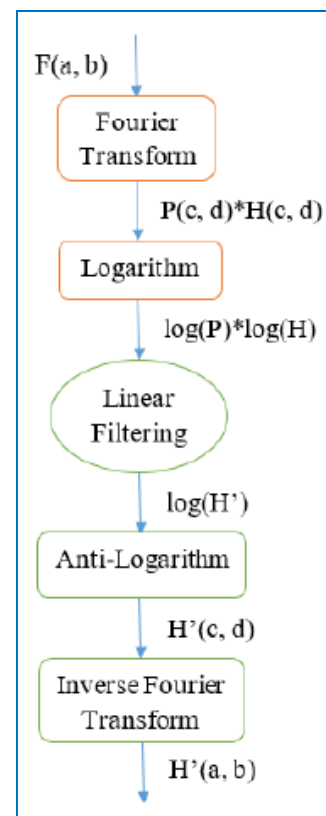 F(a, b)
Fourier
Transform
P(c, d)*H(c, d)
Logarithm
log(P)*log(H)
Linear
Filtering
log(H’)
Anti-Logarithm
H’(c, d)
Inverse Fourier
Transform
H’(a, b)